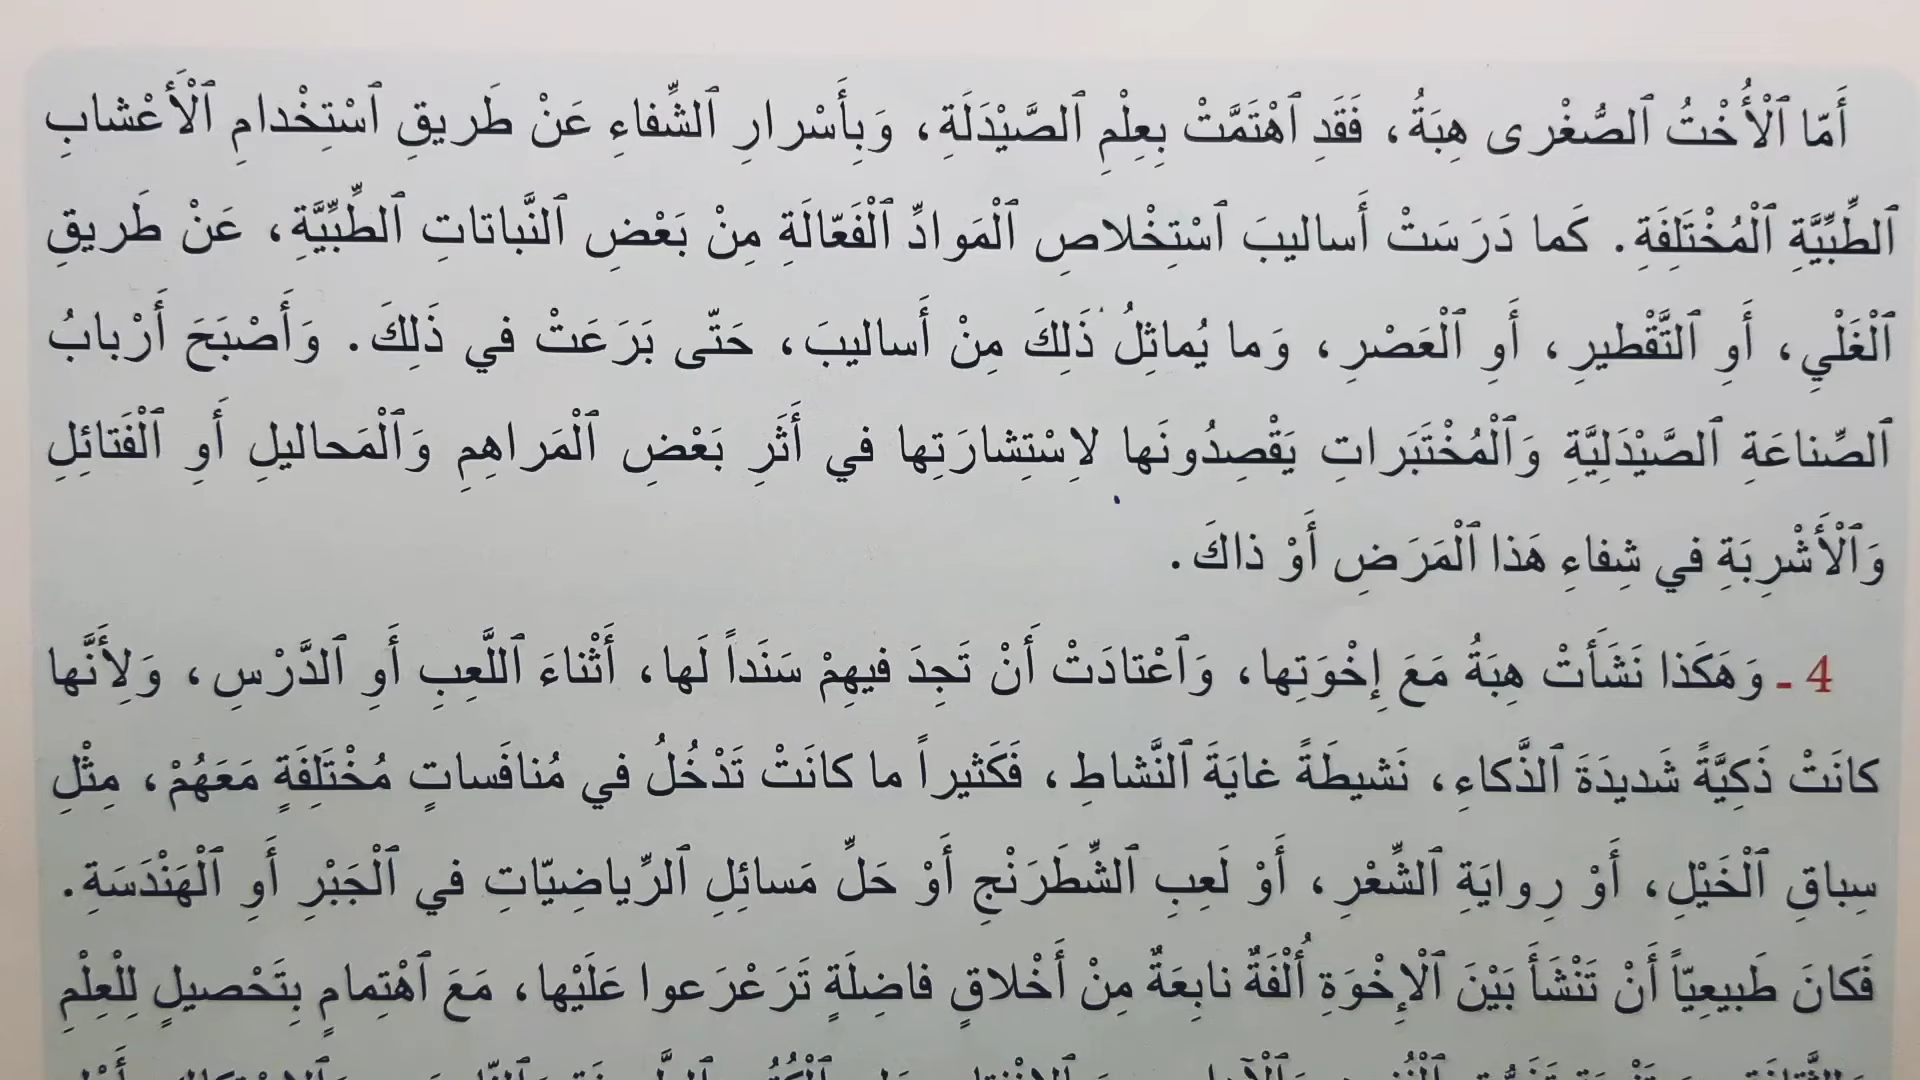 أَمّا ٱلْأُخْتُ ٱلصُّغْرى هِبَةُ، فَقَدِ ٱهْتَمَّتْ بِعِلْمِ ٱلصَّيْدَلَةِ، وَبِأَسْرارِ ٱلشِّفاءِ عَنْ طَريقِ ٱسْتِخْدامِ ٱلْأَعْشابِ
ٱلطِّبِّيَّةِ ٱلْمُخْتَلِفَةِ. كَما دَرَسَتْ أَساليبَ ٱسْتِخْلاصِ ٱلْمَوادِّ ٱلْفَعّالَةِ مِنْ بَعْضِ ٱلنَّباتاتِ ٱلطِّبِّيَّةِ، عَنْ طَريقِ
ٱلْغَلْيِ، أَوِ ٱلتَّقْطيرِ، أَوِ ٱلْعَصْرِ، وَما يُماثِلُ ذَلِكَ مِنْ أَساليبَ، حَتّى بَرَعَتْ في ذَلِكَ. وَأَصْبَحَ أَرْبابُ
ٱلصِّناعَةِ ٱلصَّيْدَلِيَّةِ وَٱلْمُخْتَبَراتِ يَقْصِدُونَها لِاسْتِشارَتِها في أَثَرِ بَعْضِ ٱلْمَراهِمِ وَٱلْمَحاليلِ أَوِ ٱلْفَتائِلِ
وَٱلْأَشْرِبَةِ في شِفاءِ هَذا ٱلْمَرَضِ أَوْ ذاكَ.
4 - وَهَكَذا نَشَأَتْ هِبَةُ مَعَ إِخْوَتِها، وَٱعْتادَتْ أَنْ تَجِدَ فيهِمْ سَنَداً لَها، أَثْناءَ ٱللَّعِبِ أَوِ ٱلدَّرْسِ، وَلِأَنَّها
كانَتْ ذَكِيَّةً شَديدَةَ ٱلذَّكاءِ، نَشيطَةً غايَةَ ٱلنَّشاطِ، فَكَثيراً ما كانَتْ تَدْخُلُ في مُنافَساتٍ مُخْتَلِفَةٍ مَعَهُمْ، مِثْلِ
سِباقِ ٱلْخَيْلِ، أَوْ رِوايَةِ ٱلشِّعْرِ، أَوْ لَعِبِ ٱلشِّطَرَنْجِ أَوْ حَلِّ مَسائِلِ ٱلرِّياضِيّاتِ في ٱلْجَبْرِ أَوِ ٱلْهَنْدَسَةِ.
فَكانَ طَبيعِيّاً أَنْ تَنْشَأَ بَيْنَ ٱلْإِخْوَةِ أُلْفَةٌ نابِعَةٌ مِنْ أَخْلاقٍ فاضِلَةٍ تَرَعْرَعوا عَلَيْها، مَعَ ٱهْتِمامٍ بِتَحْصيلٍ لِلْعِلْمِ